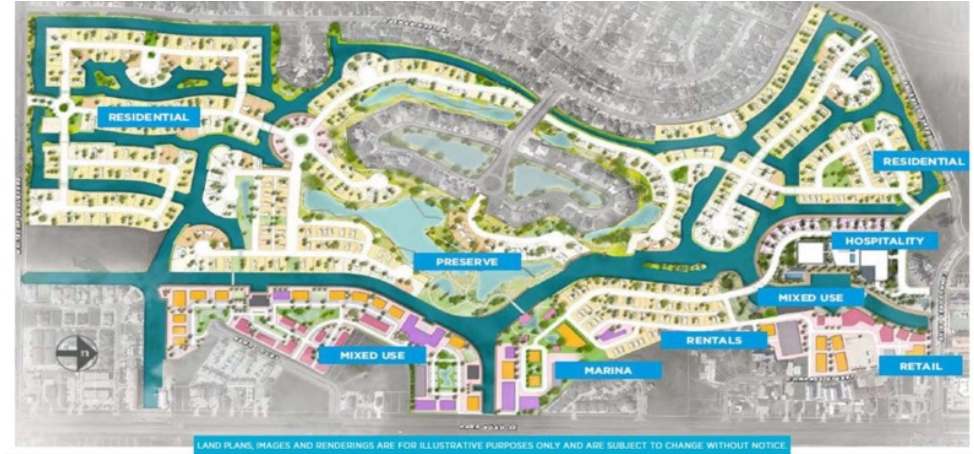 RESIDENTIAL
RESIDENTIAL
HOSPITALITY
PRESERVE
MIXED USE
RENTALS
MIXED USE
MARINA
RETAIL
n
LAND PLANS, IMAGES AND RENDERINGS ARE FOR ILLUSTRATIVE PURPOSES ONLY AND ARE SUBJECT TO CHANGE WITHOUT NOTICE.